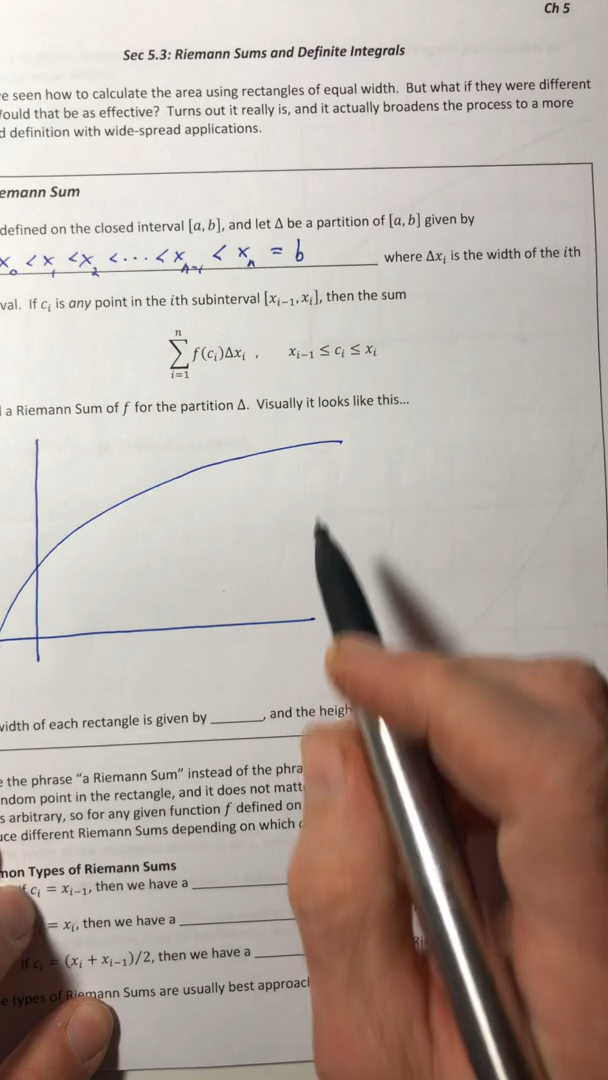 Ch 5
Sec 5.3: Riemann Sums and Definite Integrals
e seen how to calculate the area using rectangles of equal width. But what if they were different
ould that be as effective? Turns out it really is, and it actually broadens the process to a more
d definition with wide-spread applications.
emann Sum
defined on the closed interval [a, b], and let Δ be a partition of [a, b] given by
x₀ < x₁ < x₂ < ... < xₙ₋₁ < xₙ = b where Δxᵢ is the width of the ith
val. If cᵢ is any point in the ith subinterval [xᵢ₋₁, xᵢ], then the sum
n
∑ f(cᵢ)Δxᵢ , xᵢ₋₁ ≤ cᵢ ≤ xᵢ
i=1
a Riemann Sum of f for the partition Δ. Visually it looks like this...
width of each rectangle is given by ______, and the heigh
e the phrase "a Riemann Sum" instead of the phra
ndom point in the rectangle, and it does not matt
s arbitrary, so for any given function f defined on
uce different Riemann Sums depending on which
mon Types of Riemann Sums
If cᵢ = xᵢ₋₁, then we have a
= xᵢ, then we have a
If cᵢ = (xᵢ + xᵢ₋₁)/2, then we have a
e types of Riemann Sums are usually best approacl